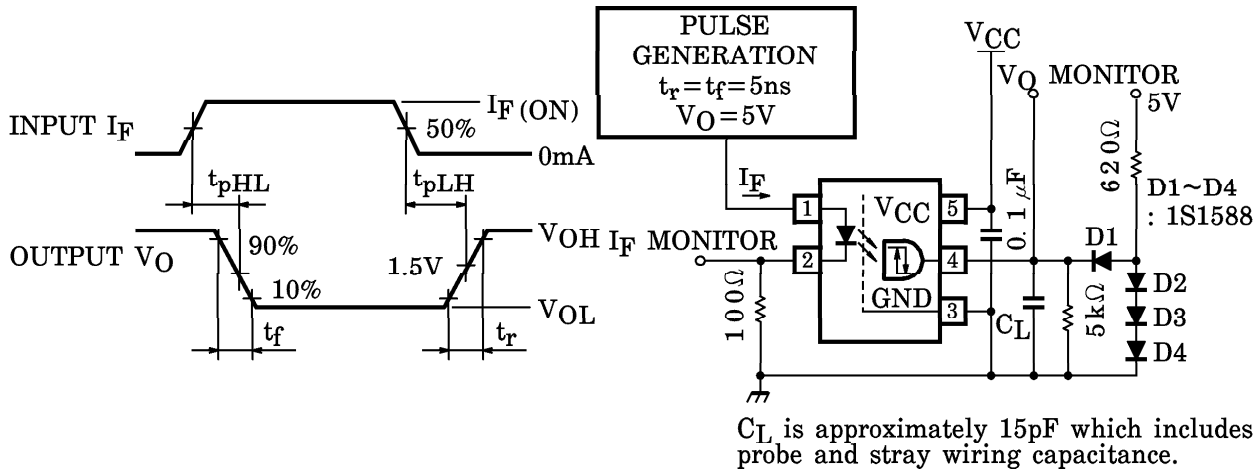 INPUT IF
IF (ON)
50%
0mA
tpHL
tpLH
OUTPUT VO
90%
10%
1.5V
VOH
VOL
tf
tr
PULSE
GENERATION
tr=tf=5ns
VO=5V
IF
IF MONITOR
100Ω
1
2
VCC
GND
5
4
3
VCC
0.1 μF
VO MONITOR
5V
620Ω
D1~D4
: 1S1588
D1
D2
D3
D4
CL
5kΩ
CL is approximately 15pF which includes
probe and stray wiring capacitance.